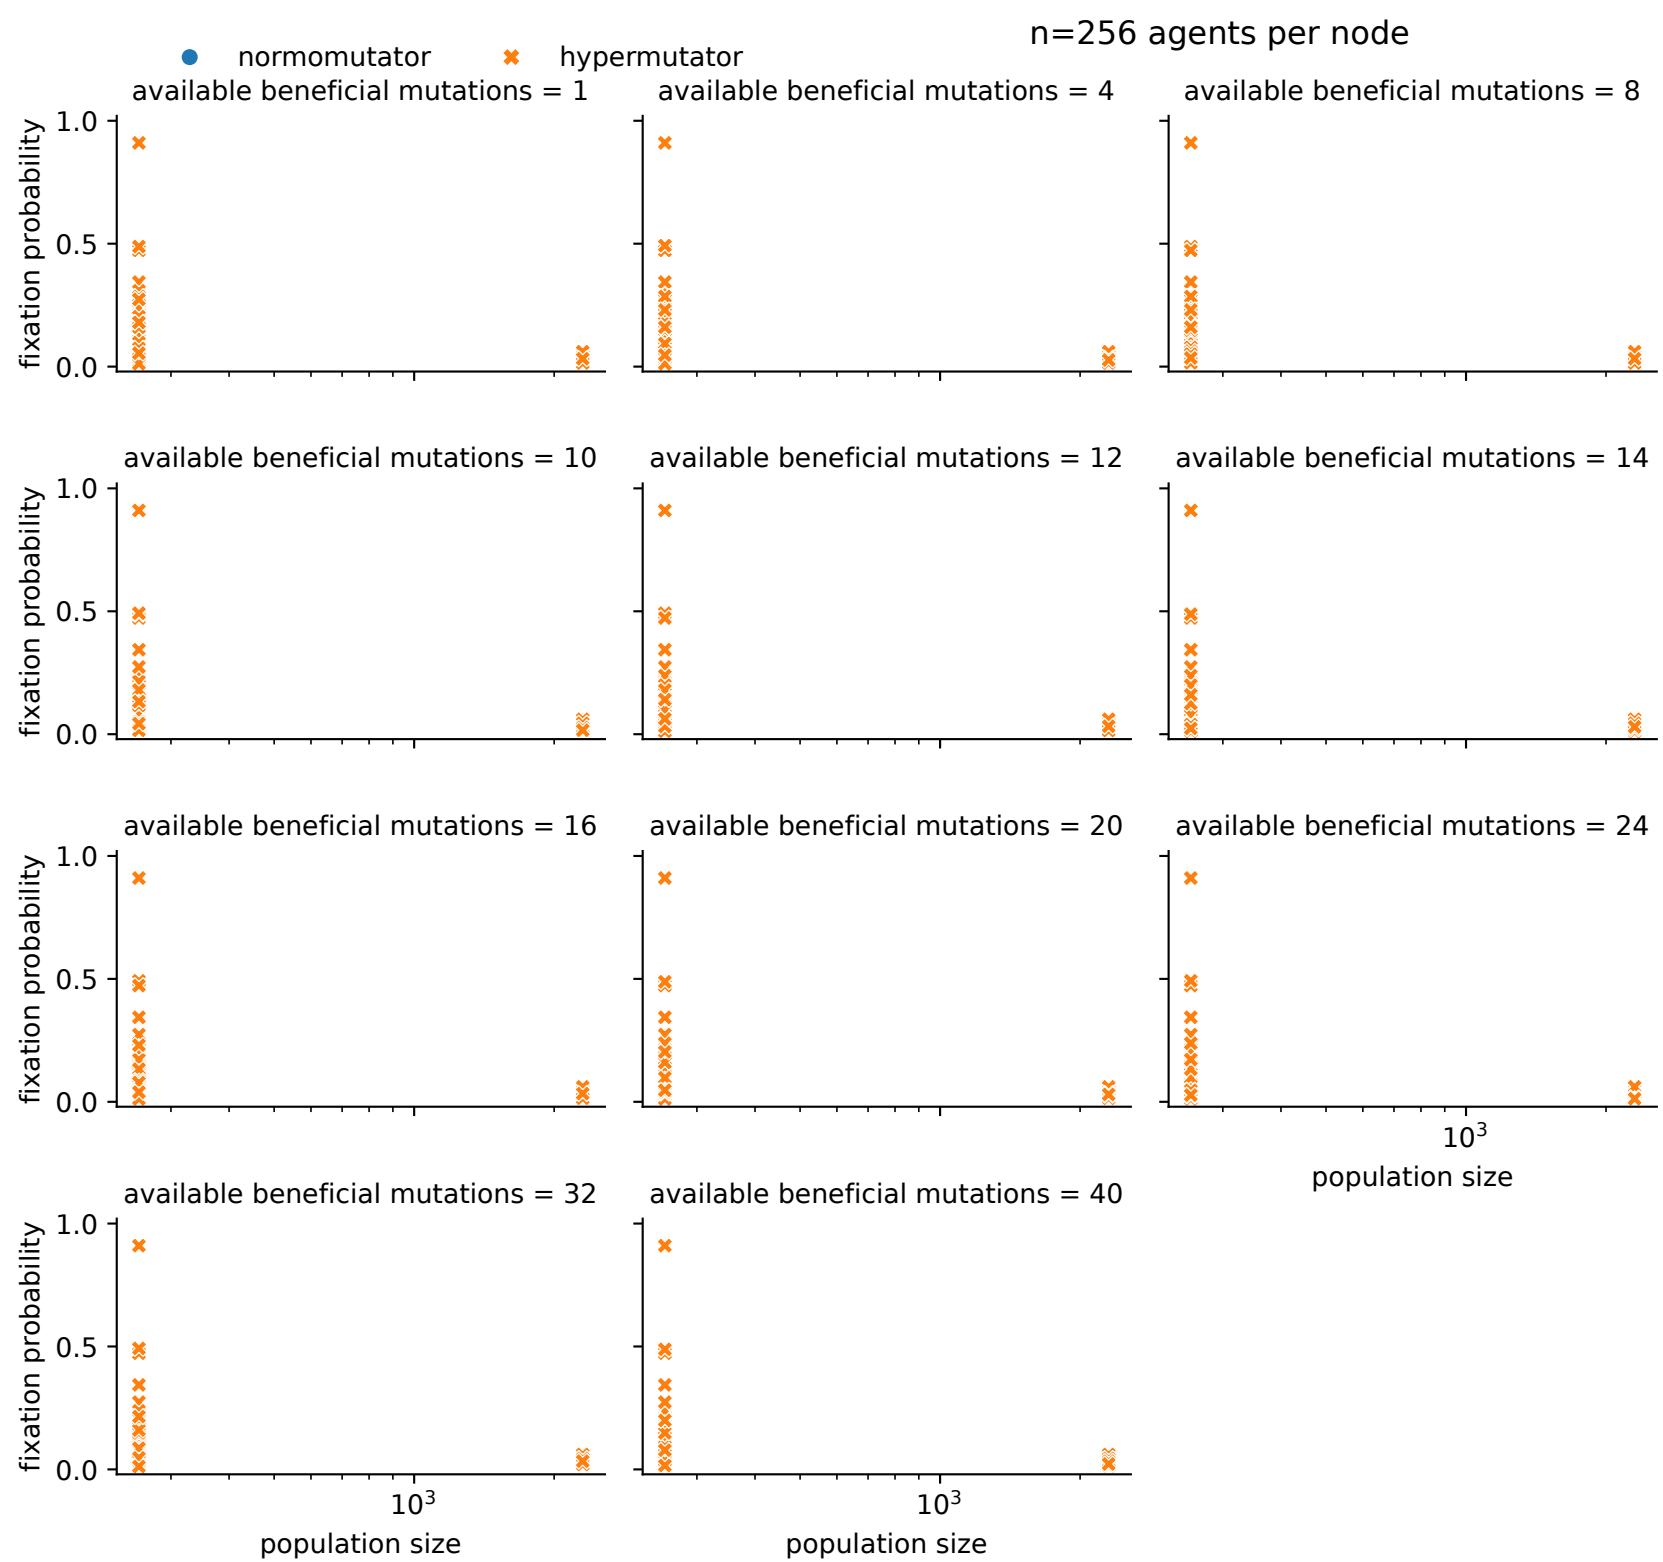 n=256 agents per node
normomutator hypermutator
available beneficial mutations = 1 available beneficial mutations = 4 available beneficial mutations = 8
1.0
0.5
0.0
fixation probability
available beneficial mutations = 10 available beneficial mutations = 12 available beneficial mutations = 14
1.0
0.5
0.0
fixation probability
available beneficial mutations = 16 available beneficial mutations = 20 available beneficial mutations = 24
1.0
0.5
0.0
fixation probability
10³
population size
available beneficial mutations = 32 available beneficial mutations = 40
1.0
0.5
0.0
fixation probability
10³ 10³
population size population size